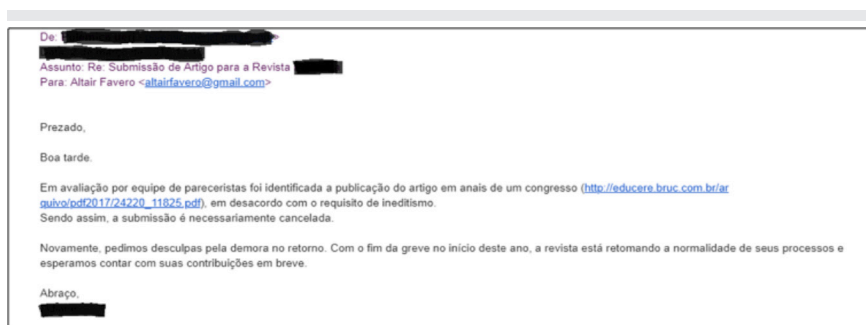 De:
Assunto: Re: Submissão de Artigo para a Revista
Para: Altair Favero <altairfavero@gmail.com>
Prezado,
Boa tarde.
Em avaliação por equipe de pareceristas foi identificada a publicação do artigo em anais de um congresso (http://educere.bruc.com.br/ar
quivo/pdf2017/24220_11825.pdf), em desacordo com o requisito de ineditismo.
Sendo assim, a submissão é necessariamente cancelada.
Novamente, pedimos desculpas pela demora no retorno. Com o fim da greve no início deste ano, a revista está retomando a normalidade de seus processos e
esperamos contar com suas contribuições em breve.
Abraço,